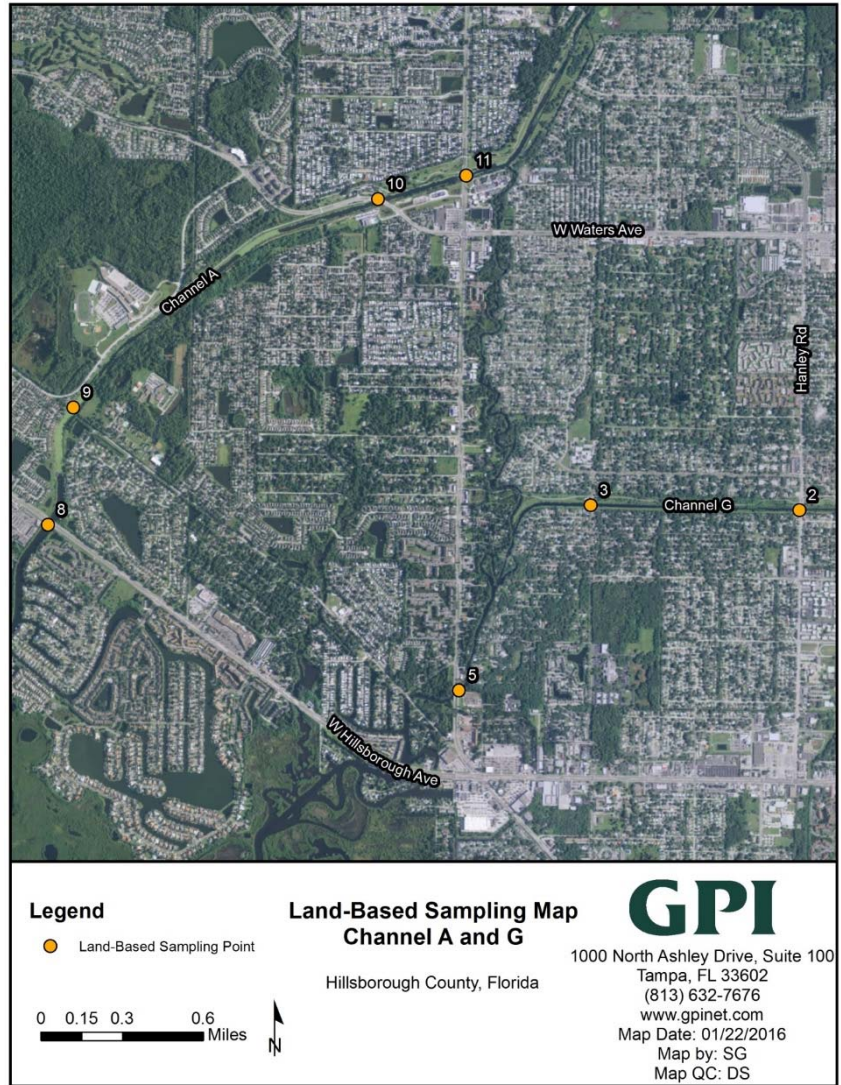 11
10
W Waters Ave
Channel A
Hanley Rd
9
3
Channel G
2
8
5
W Hillsborough Ave
Legend
Land-Based Sampling Point
0 0.15 0.3 0.6
Miles
N
Land-Based Sampling Map
Channel A and G
Hillsborough County, Florida
GPI
1000 North Ashley Drive, Suite 100
Tampa, FL 33602
(813) 632-7676
www.gpinet.com
Map Date: 01/22/2016
Map by: SG
Map QC: DS